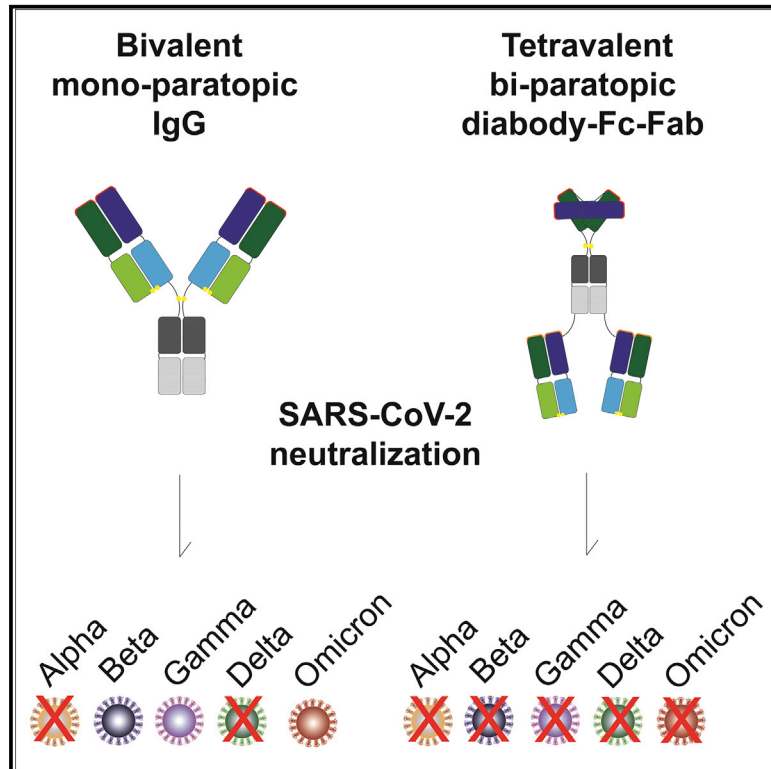 Bivalent
mono-paratopic
IgG
Tetravalent
bi-paratopic
diabody-Fc-Fab
SARS-CoV-2
neutralization
Alpha
Beta
Gamma
Delta
Omicron
Alpha
Beta
Gamma
Delta
Omicron